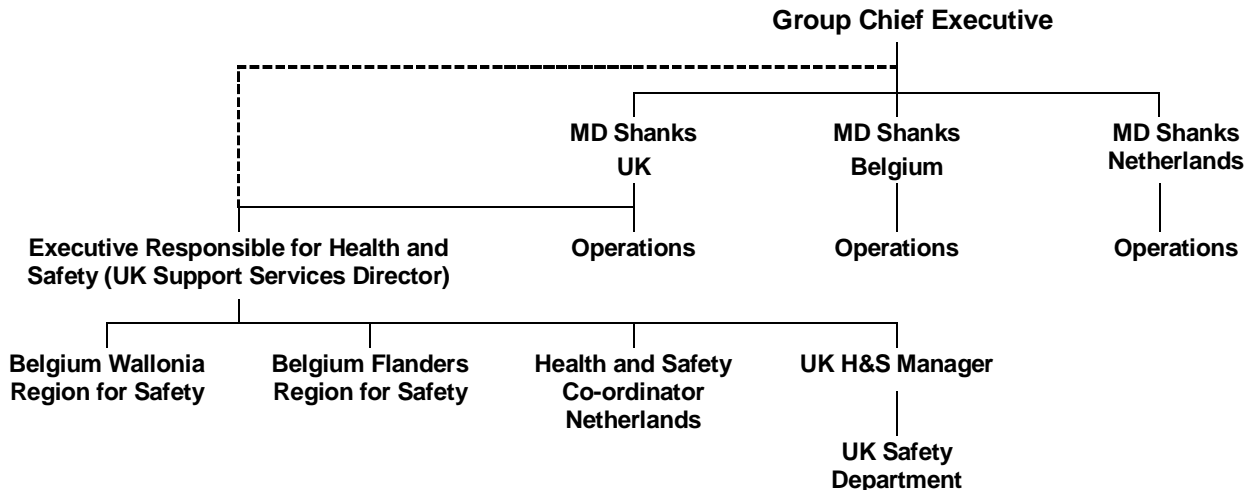 Group Chief Executive
MD Shanks
UK
MD Shanks
Belgium
MD Shanks
Netherlands
Executive Responsible for Health and
Safety (UK Support Services Director)
Operations
Operations
Operations
Belgium Wallonia
Region for Safety
Belgium Flanders
Region for Safety
Health and Safety
Co-ordinator
Netherlands
UK H&S Manager
UK Safety
Department